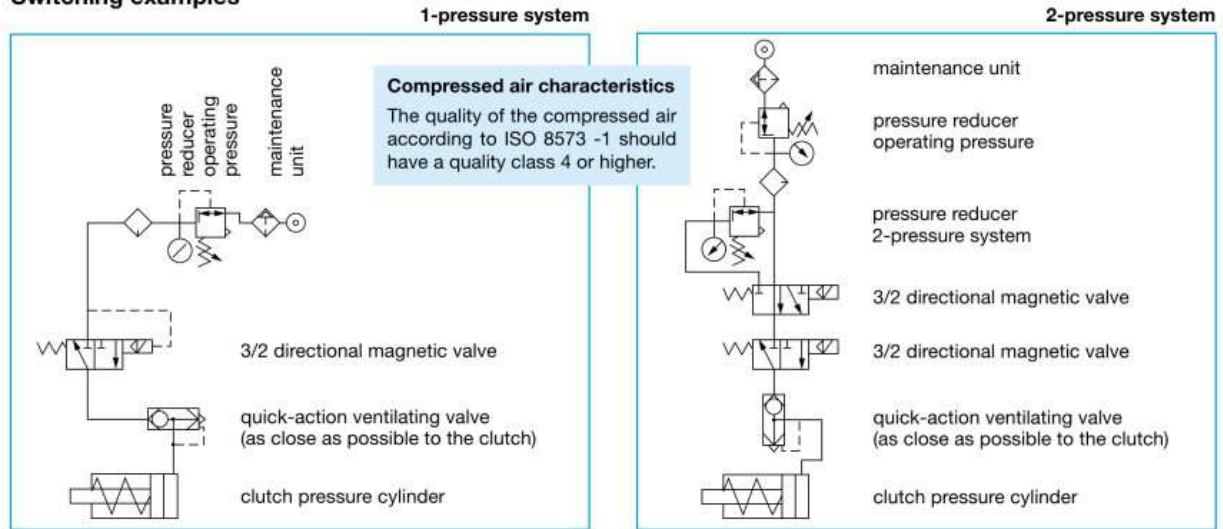 Switching examples
1-pressure system
2-pressure system
pressure
reducer
operating
pressure
maintenance
unit
Compressed air characteristics
The quality of the compressed air
according to ISO 8573 -1 should
have a quality class 4 or higher.
3/2 directional magnetic valve
quick-action ventilating valve
(as close as possible to the clutch)
clutch pressure cylinder
maintenance unit
pressure reducer
operating pressure
pressure reducer
2-pressure system
3/2 directional magnetic valve
3/2 directional magnetic valve
quick-action ventilating valve
(as close as possible to the clutch)
clutch pressure cylinder